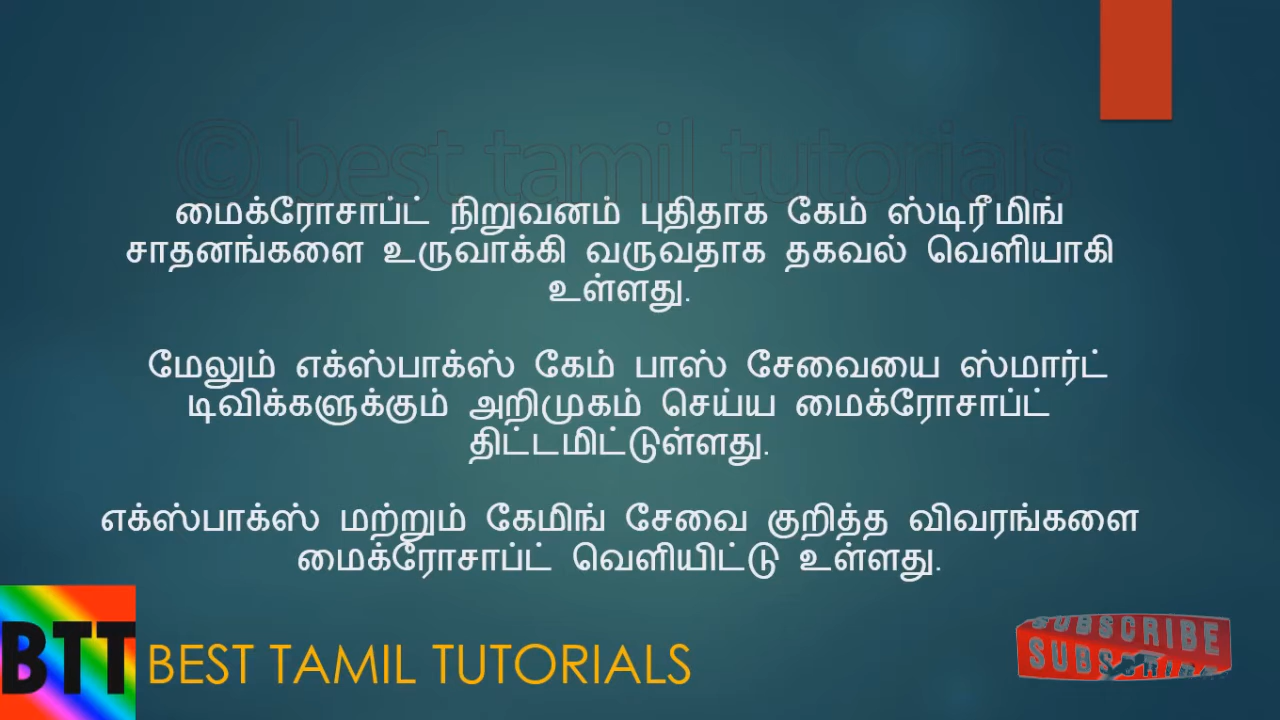 © best tamil tutorials
மைக்ரோசாப்ட் நிறுவனம் புதிதாக கேம் ஸ்டிரீமிங்
சாதனங்களை உருவாக்கி வருவதாக தகவல் வெளியாகி
உள்ளது.
மேலும் எக்ஸ்பாக்ஸ் கேம் பாஸ் சேவையை ஸ்மார்ட்
டிவிக்களுக்கும் அறிமுகம் செய்ய மைக்ரோசாப்ட்
திட்டமிட்டுள்ளது.
எக்ஸ்பாக்ஸ் மற்றும் கேமிங் சேவை குறித்த விவரங்களை
மைக்ரோசாப்ட் வெளியிட்டு உள்ளது.
BTT BEST TAMIL TUTORIALS
SUBSCRIBE